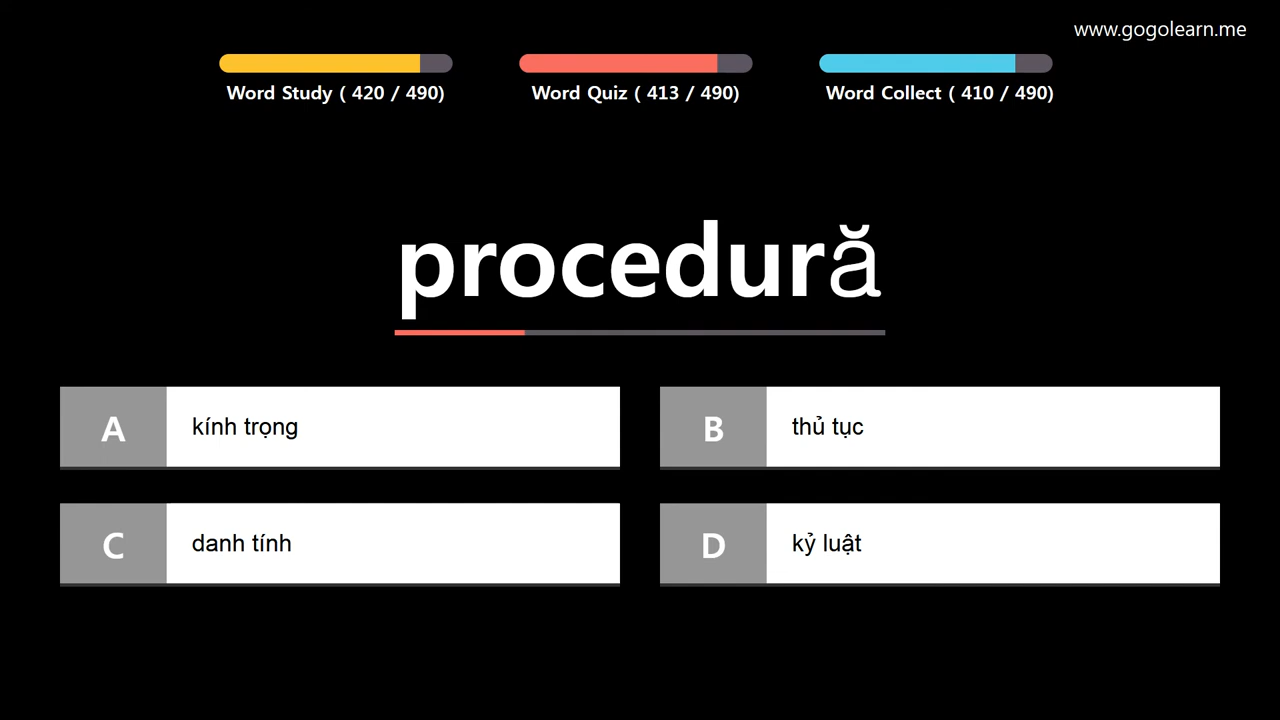 www.gogolearn.me
Word Study ( 420 / 490)
Word Quiz ( 413 / 490)
Word Collect ( 410 / 490)
procedură
A kính trọng
B thủ tục
C danh tính
D kỷ luật